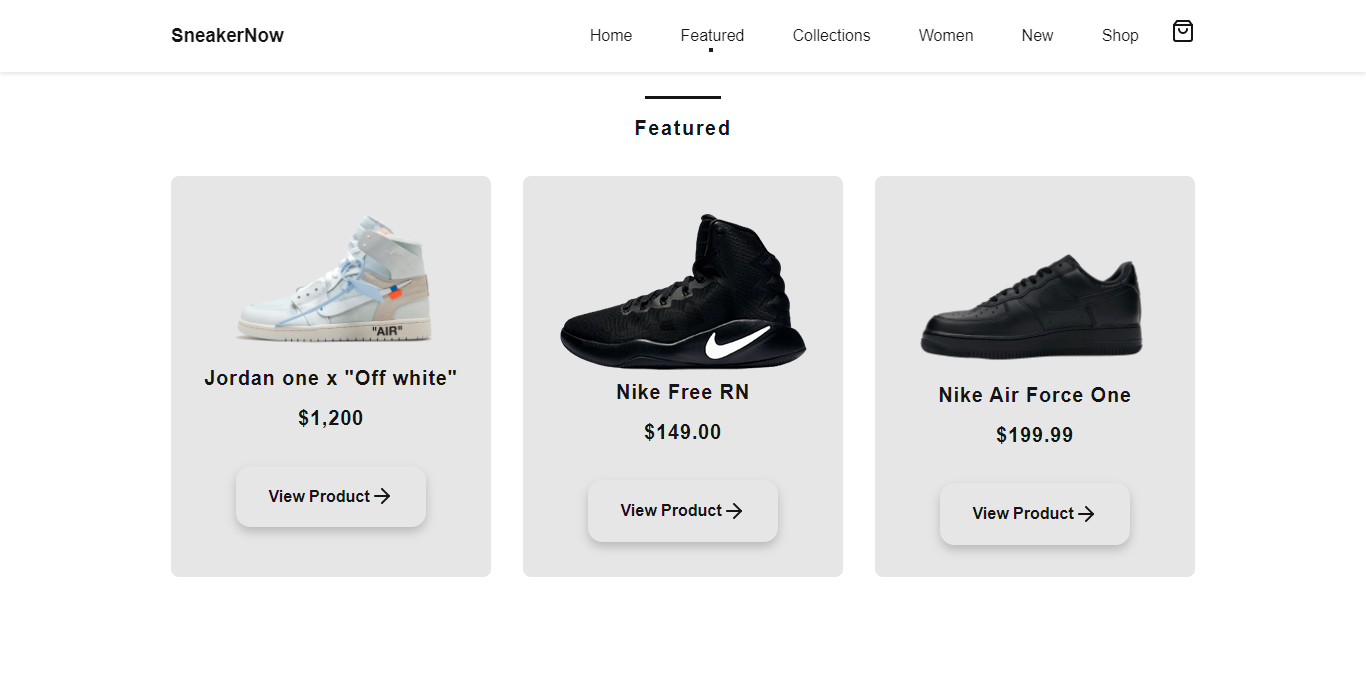 SneakerNow
Home
Featured
Collections
Women
New
Shop
Featured
"AIR"
Jordan one x "Off white"
$1,200
View Product
Nike Free RN
$149.00
View Product
Nike Air Force One
$199.99
View Product